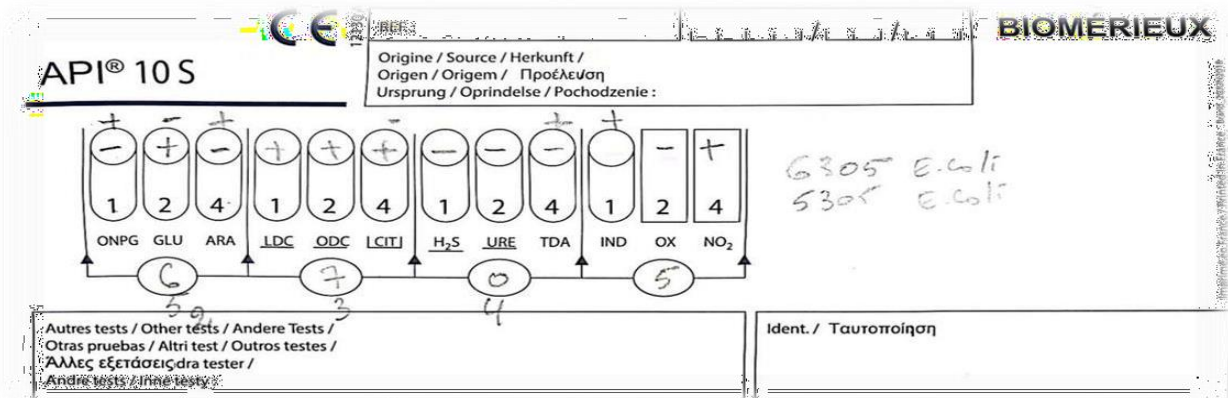 CE REF BIOMÉRIEUX
API® 10 S
Origine / Source / Herkunft /
Origen / Origem / Προέλευση
Ursprung / Oprindelse / Pochodzenie :
+ - + - + +
- + - + + + - - - - +
6305 E.coli
5305 E.coli
1 2 4 1 2 4 1 2 4 1 2 4
ONPG GLU ARA LDC ODC CIT H₂S URE TDA IND OX NO₂
6 7 0 5
5 2 3 4
Autres tests / Other tests / Andere Tests /
Otras pruebas / Altri test / Outros testes /
Άλλες εξετάσεις dra tester /
Andre tests / Inne testy :
Ident. / Ταυτοποίηση